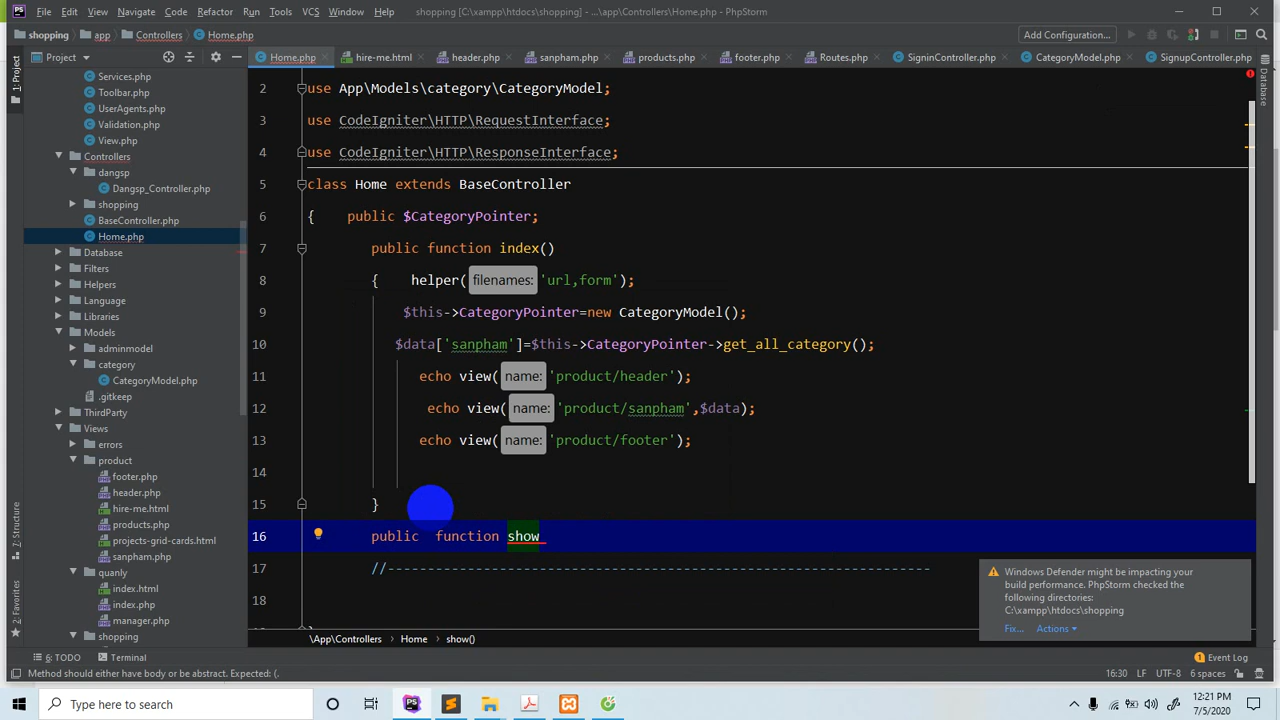 File Edit View Navigate Code Refactor Run Tools VCS Window Help shopping [C:\xampp\htdocs\shopping] - ...\app\Controllers\Home.php - PhpStorm
shopping app Controllers Home.php Add Configuration...
Project Home.php hire-me.html header.php sanpham.php products.php footer.php Routes.php SigninController.php CategoryModel.php SignupController.php
1: Project
Database
7: Structure
2: Favorites
Services.php
Toolbar.php
UserAgents.php
Validation.php
View.php
Controllers
dangsp
Dangsp_Controller.php
shopping
BaseController.php
Home.php
Database
Filters
Helpers
Language
Libraries
Models
adminmodel
category
CategoryModel.php
.gitkeep
ThirdParty
Views
errors
product
footer.php
header.php
hire-me.html
products.php
projects-grid-cards.html
sanpham.php
quanly
index.html
index.php
manager.php
shopping
2 use App\Models\category\CategoryModel;
3 use CodeIgniter\HTTP\RequestInterface;
4 use CodeIgniter\HTTP\ResponseInterface;
5 class Home extends BaseController
6 { public $CategoryPointer;
7 public function index()
8 { helper( filenames: 'url,form');
9 $this->CategoryPointer=new CategoryModel();
10 $data['sanpham']=$this->CategoryPointer->get_all_category();
11 echo view( name: 'product/header');
12 echo view( name: 'product/sanpham',$data);
13 echo view( name: 'product/footer');
14
15 }
16 public function show
17 //--------------------------------------------------------------------
18
Windows Defender might be impacting your
build performance. PhpStorm checked the
following directories:
C:\xampp\htdocs\shopping
Fix... Actions
\App\Controllers Home show()
6: TODO Terminal 1 Event Log
Method should either have body or be abstract. Expected: (. 16:30 LF UTF-8 6 spaces
Type here to search
12:21 PM
7/5/2020